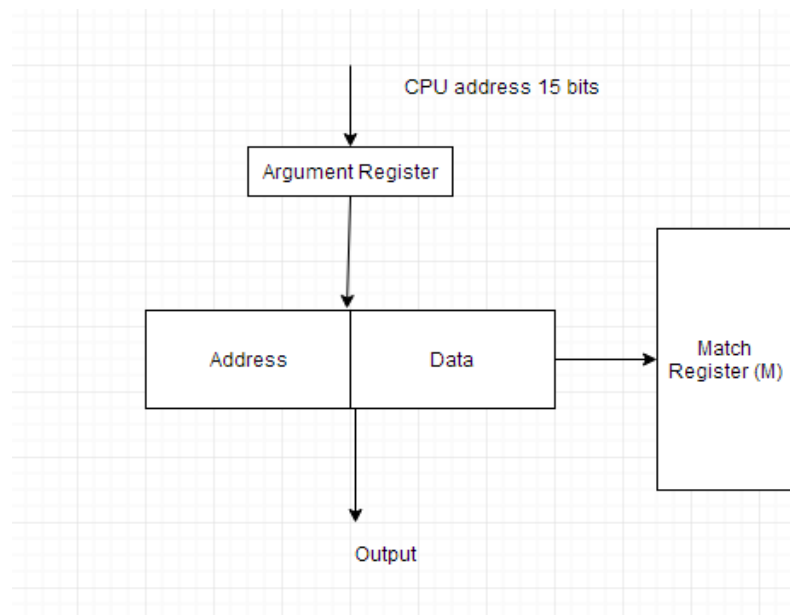 CPU address 15 bits
Argument Register
Address
Data
Match
Register (M)
Output